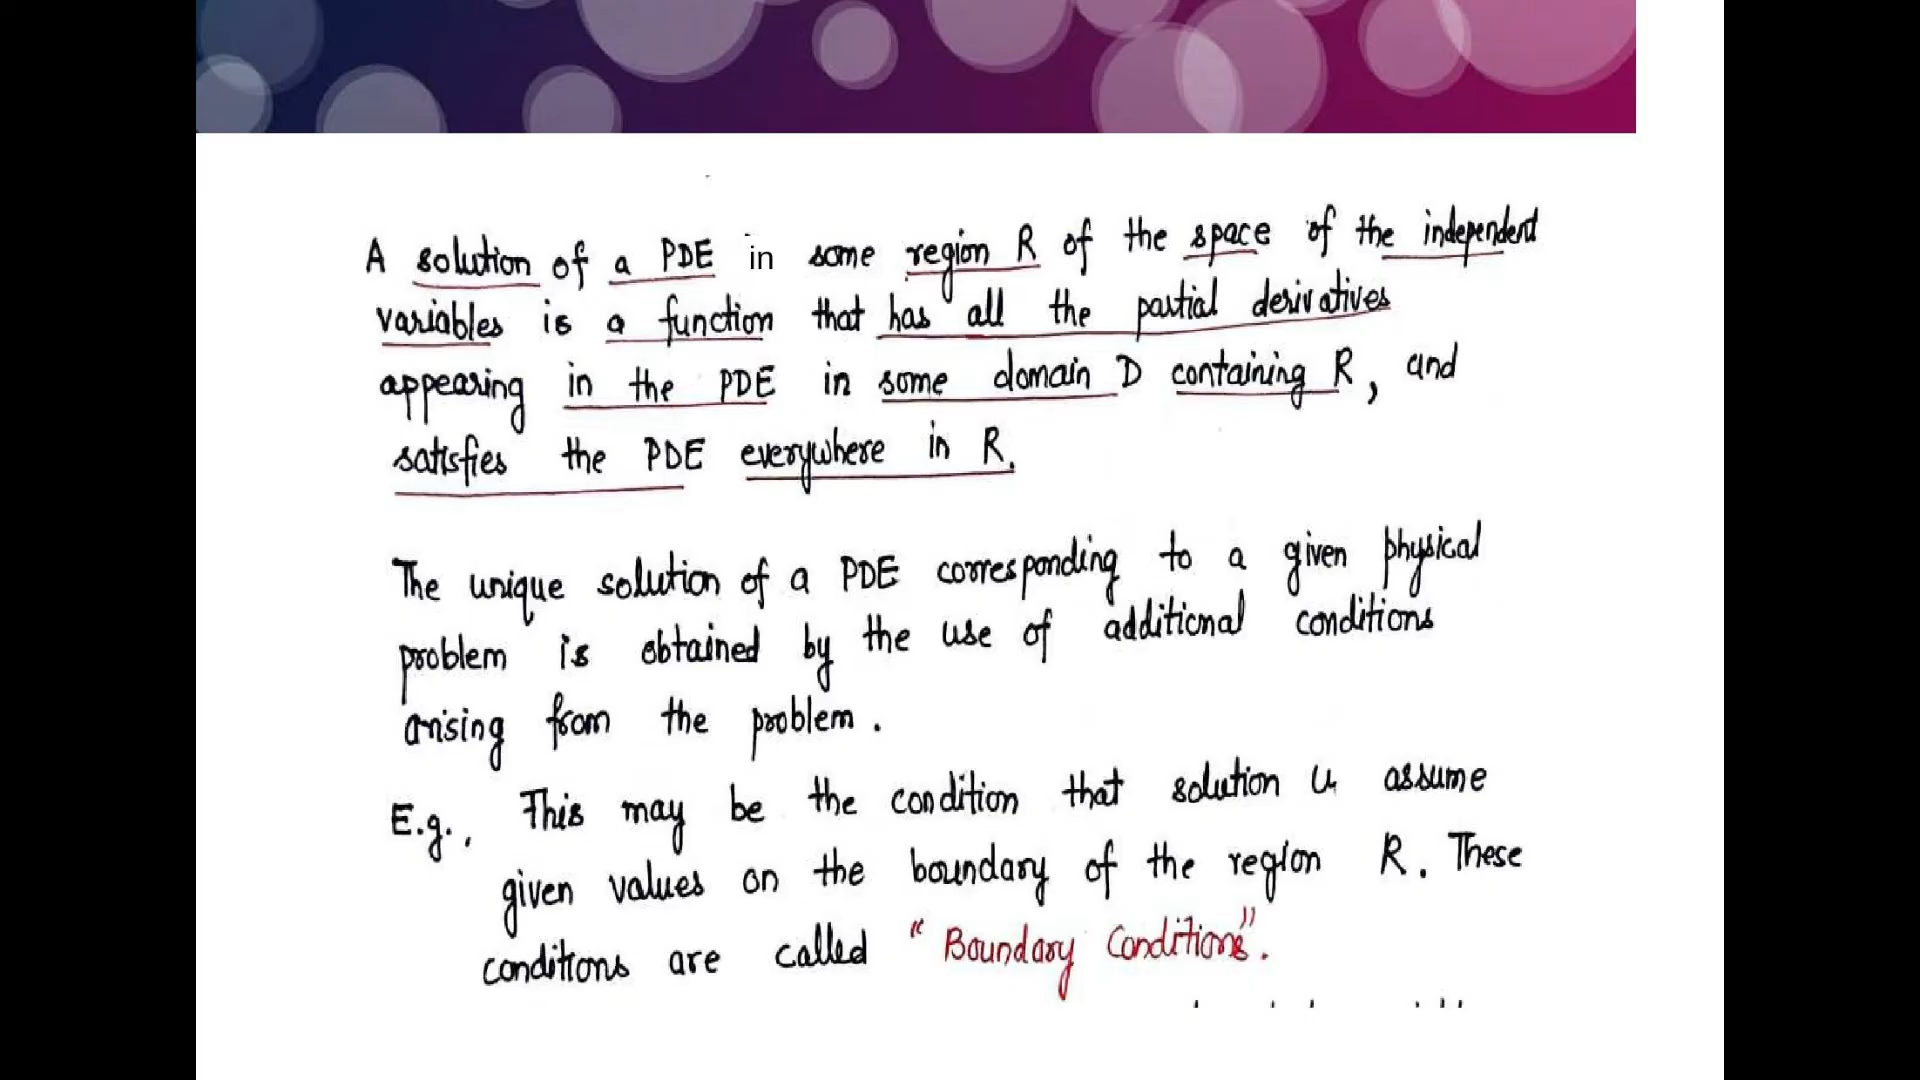 A solution of a PDE in some region R of the space of the independent
variables is a function that has all the partial derivatives
appearing in the PDE in some domain D containing R, and
satisfies the PDE everywhere in R.
The unique solution of a PDE corresponding to a given physical
problem is obtained by the use of additional conditions
arising from the problem.
E.g., This may be the condition that solution u assume
given values on the boundary of the region R. These
conditions are called "Boundary Conditions".